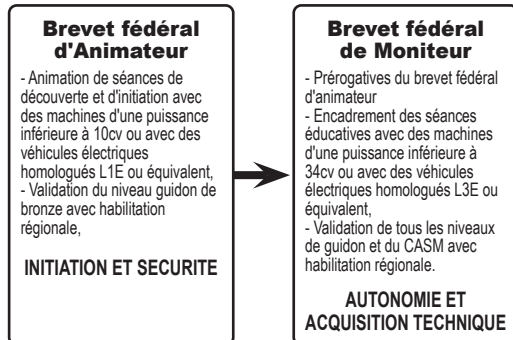 Brevet fédéral
d'Animateur
- Animation de séances de
découverte et d'initiation avec
des machines d'une puissance
inférieure à 10cv ou avec des
véhicules électriques
homologués L1E ou équivalent,
- Validation du niveau guidon de
bronze avec habilitation
régionale,
INITIATION ET SECURITE
Brevet fédéral
de Moniteur
- Prérogatives du brevet fédéral
d'animateur
- Encadrement des séances
éducatives avec des machines
d'une puissance inférieure à
34cv ou avec des véhicules
électriques homologués L3E ou
équivalent,
- Validation de tous les niveaux
de guidon et du CASM avec
habilitation régionale.
AUTONOMIE ET
ACQUISITION TECHNIQUE